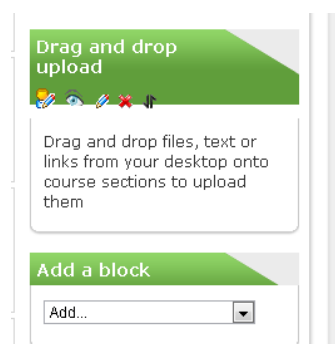 Drag and drop
upload
Drag and drop files, text or
links from your desktop onto
course sections to upload
them
Add a block
Add...